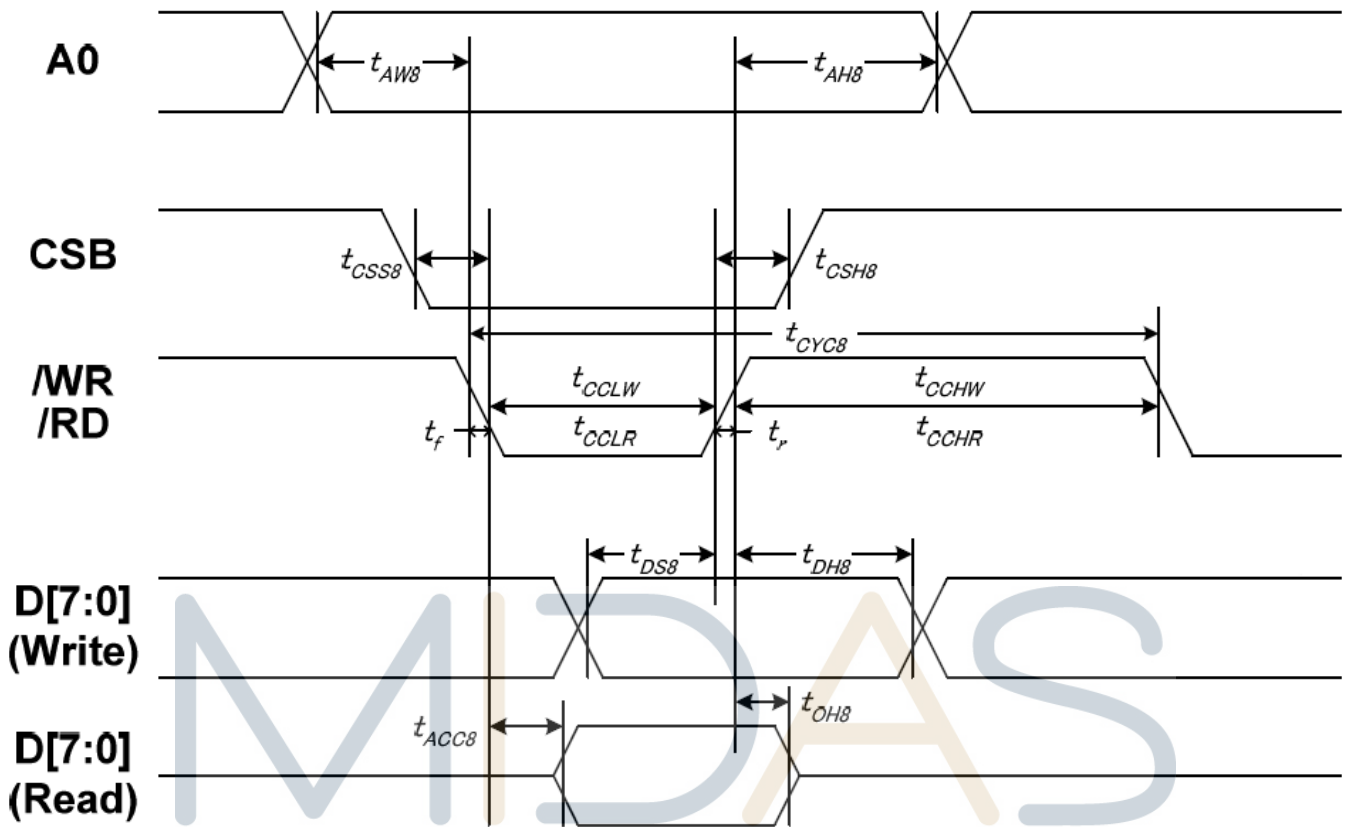 A0
tAW8
tAH8
CSB
tCSS8
tCSH8
tCYC8
/WR
/RD
tCCLW
tCCHW
tf
tCCLR
tr
tCCHR
D[7:0]
(Write)
tDS8
tDH8
MIDAS
D[7:0]
(Read)
tACC8
tOH8